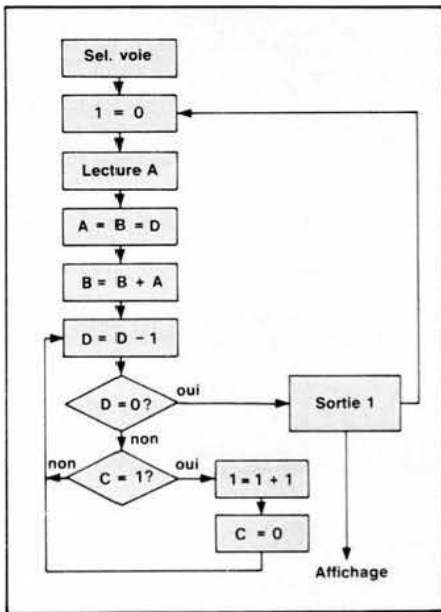 Sel. voie
1 = 0
Lecture A
A = B = D
B = B + A
D = D - 1
D = 0?
oui
Sortie 1
non
non
C = 1?
oui
1 = 1 + 1
C = 0
Affichage